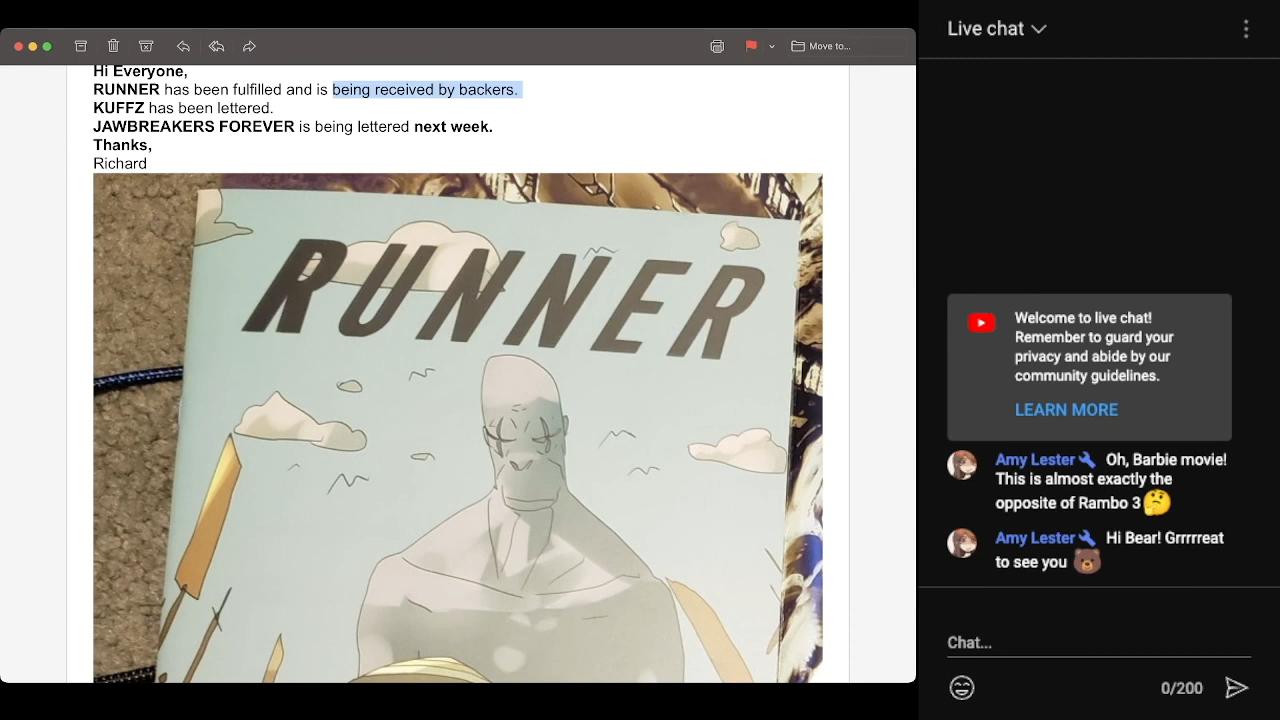 Move to...
Hi Everyone,
RUNNER has been fulfilled and is being received by backers.
KUFFZ has been lettered.
JAWBREAKERS FOREVER is being lettered next week.
Thanks,
Richard
RUNNER
Live chat
Welcome to live chat!
Remember to guard your
privacy and abide by our
community guidelines.
LEARN MORE
Amy Lester Oh, Barbie movie!
This is almost exactly the
opposite of Rambo 3
Amy Lester Hi Bear! Grrrrreat
to see you
Chat...
0/200